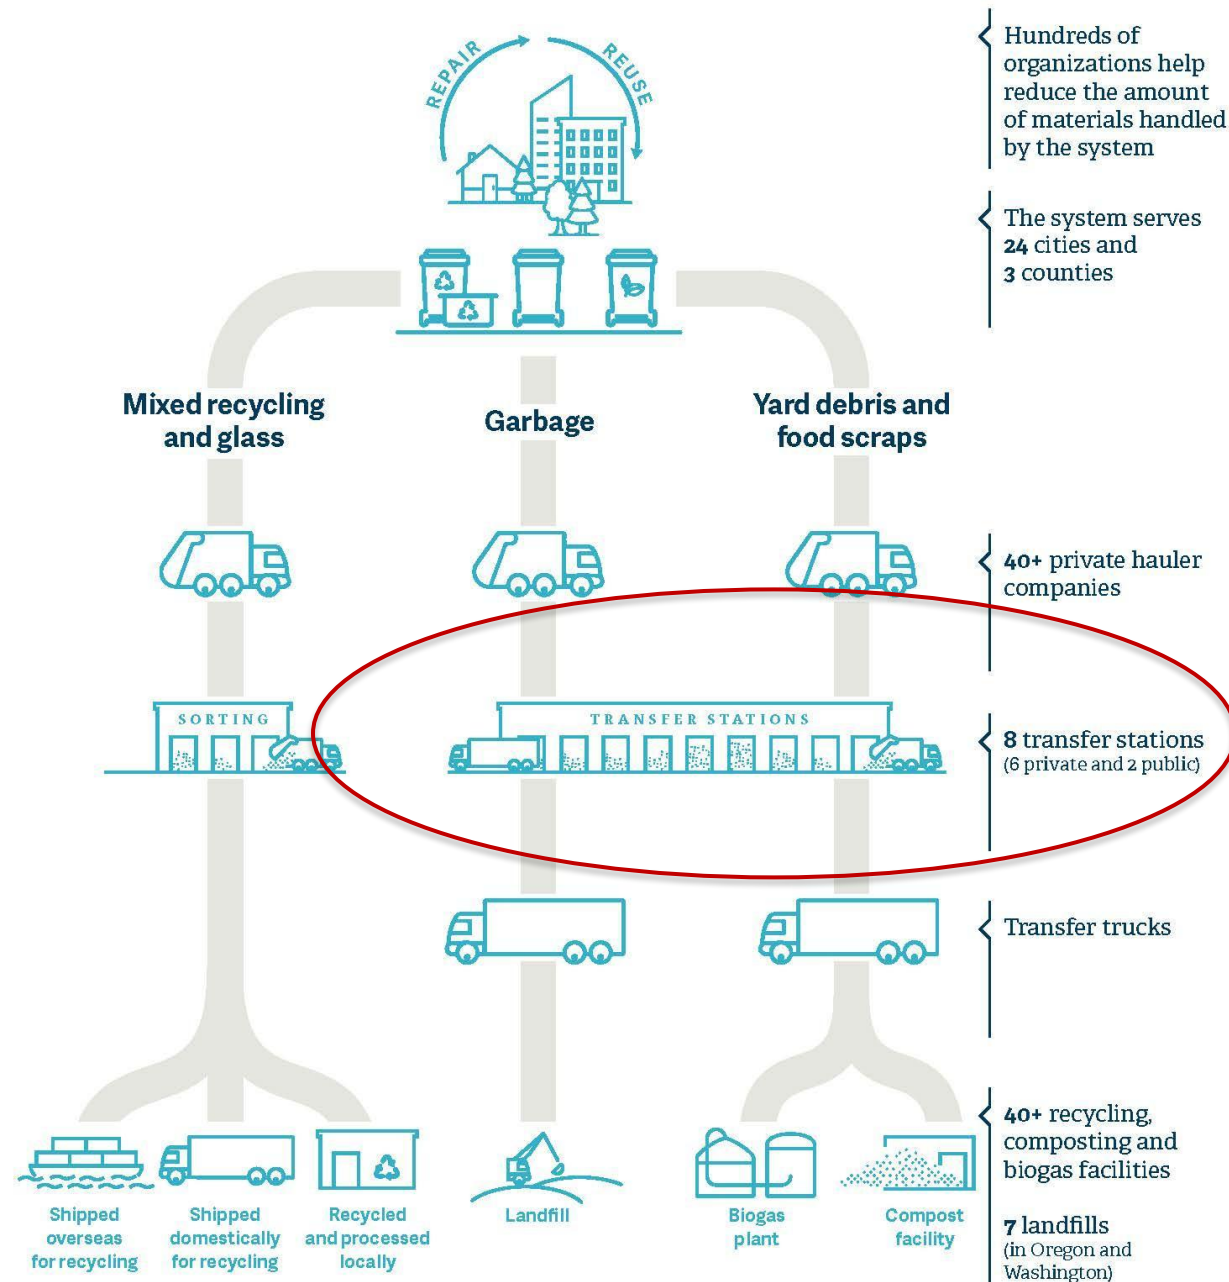 REPAIR
REUSE
Hundreds of
organizations help
reduce the amount
of materials handled
by the system
The system serves
24 cities and
3 counties
Mixed recycling
and glass
Garbage
Yard debris and
food scraps
40+ private hauler
companies
SORTING
TRANSFER STATIONS
8 transfer stations
(6 private and 2 public)
Transfer trucks
40+ recycling,
composting and
biogas facilities
7 landfills
(in Oregon and
Washington)
Shipped
overseas
for recycling
Shipped
domestically
for recycling
Recycled
and processed
locally
Landfill
Biogas
plant
Compost
facility